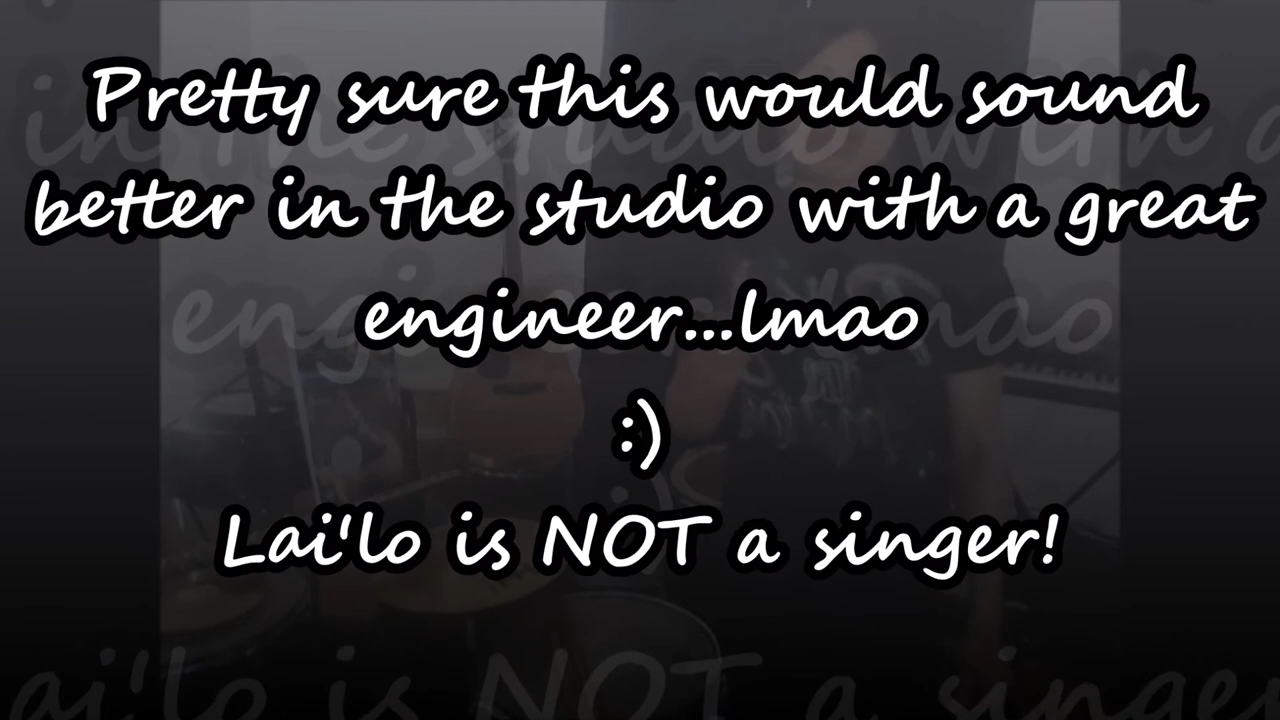 Pretty sure this would sound
better in the studio with a great
engineer...lmao
:)
Lai'lo is NOT a singer!